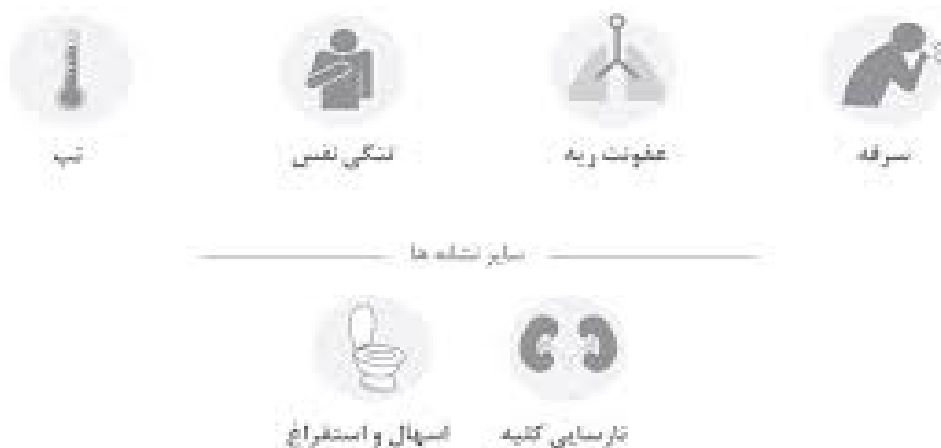 سرفه
عفونت ریه
تنگی نفس
تب
سایر نشانه ها
نارسایی کلیه
اسهال و استفراغ